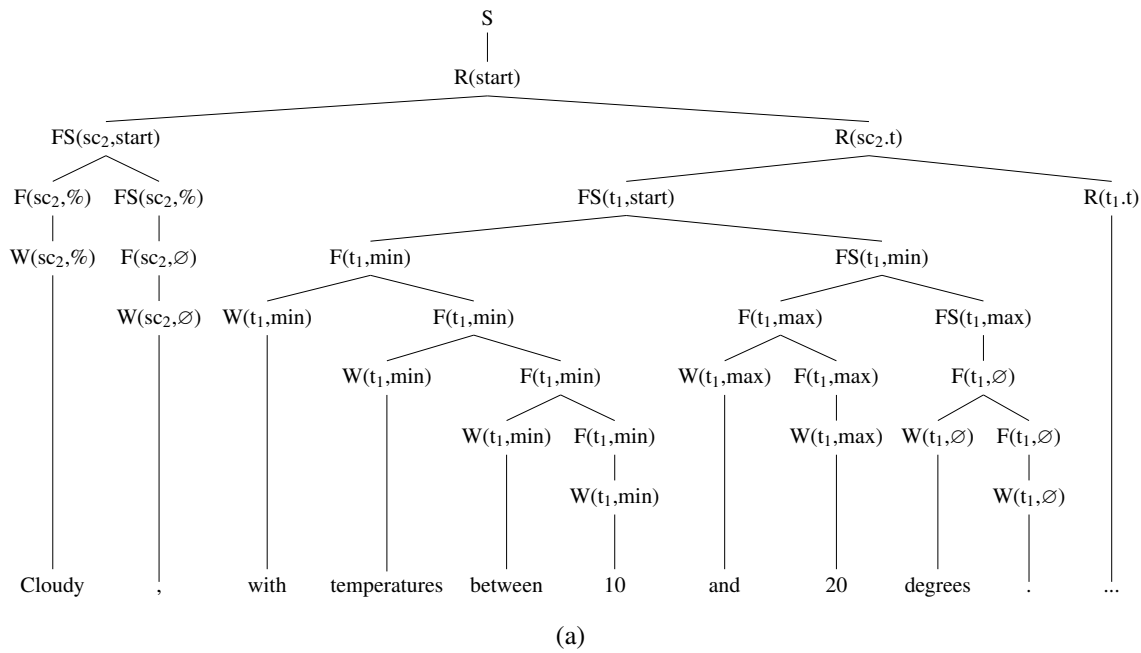 S
R(start)
FS(sc₂,start) R(sc₂.t)
F(sc₂,%) FS(sc₂,%) FS(t₁,start) R(t₁.t)
W(sc₂,%) F(sc₂,∅) F(t₁,min) FS(t₁,min)
W(sc₂,∅) W(t₁,min) F(t₁,min) F(t₁,max) FS(t₁,max)
W(t₁,min) F(t₁,min) W(t₁,max) F(t₁,max) F(t₁,∅)
W(t₁,min) F(t₁,min) W(t₁,max) W(t₁,∅) F(t₁,∅)
W(t₁,min) W(t₁,∅)
Cloudy , with temperatures between 10 and 20 degrees . ...
(a)